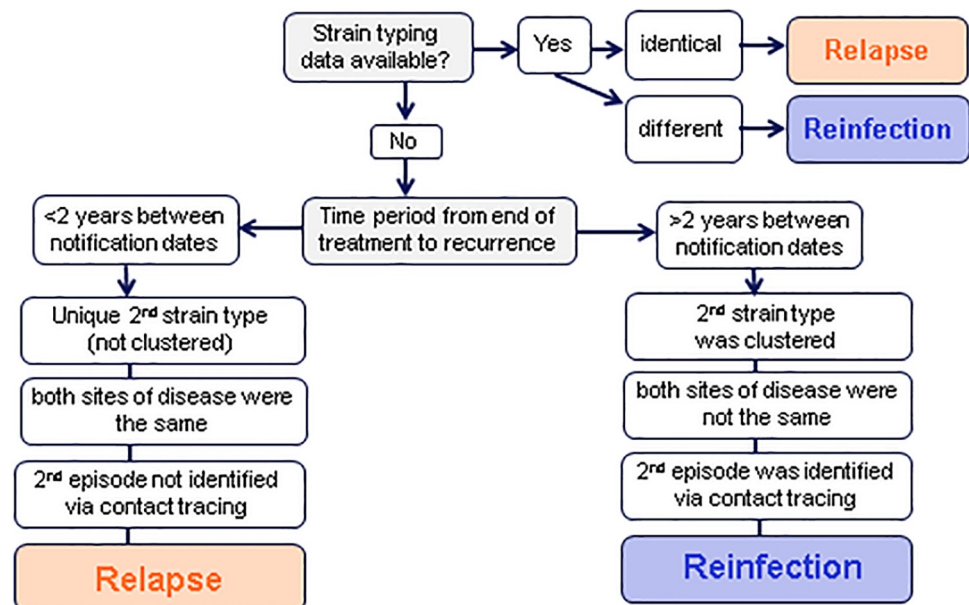 Strain typing
data available?
Yes
identical
Relapse
different
Reinfection
No
Time period from end of
treatment to recurrence
<2 years between
notification dates
>2 years between
notification dates
Unique 2nd strain type
(not clustered)
both sites of disease were
the same
2nd episode not identified
via contact tracing
Relapse
2nd strain type
was clustered
both sites of disease were
not the same
2nd episode was identified
via contact tracing
Reinfection